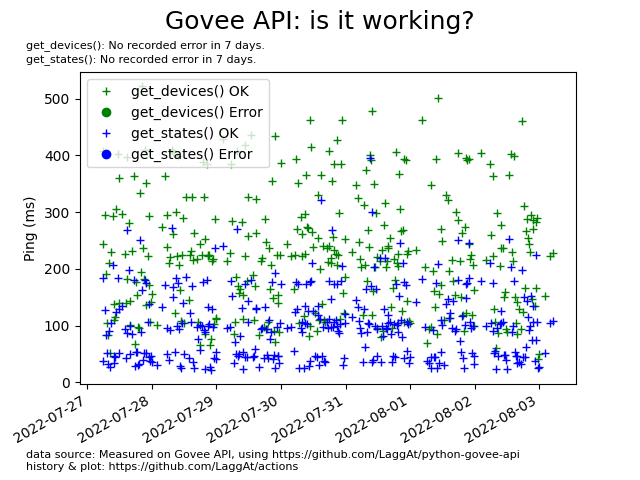 Govee API: is it working?
get_devices(): No recorded error in 7 days.
get_states(): No recorded error in 7 days.
get_devices() OK
get_devices() Error
get_states() OK
get_states() Error
Ping (ms)
500
400
300
200
100
0
2022-07-27
2022-07-28
2022-07-29
2022-07-30
2022-07-31
2022-08-01
2022-08-02
2022-08-03
data source: Measured on Govee API, using https://github.com/LaggAt/python-govee-api
history & plot: https://github.com/LaggAt/actions